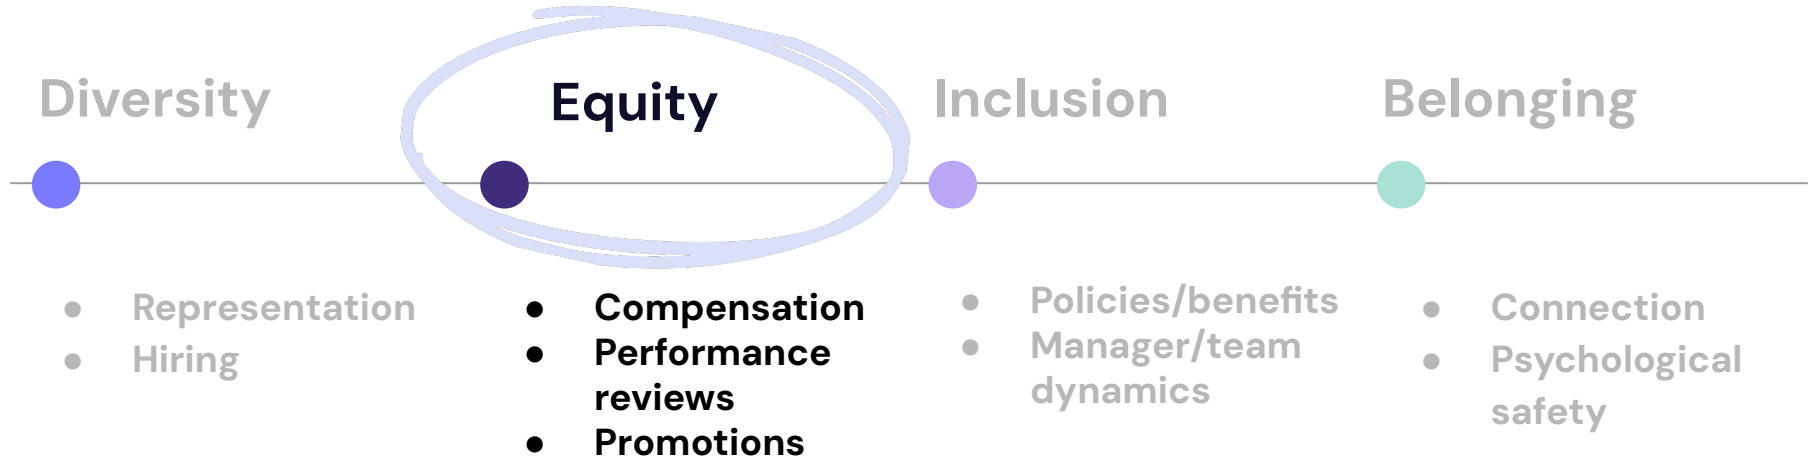 Diversity
Equity
Inclusion
Belonging
● Representation
● Hiring
● Compensation
● Performance
reviews
● Promotions
● Policies/benefits
● Manager/team
dynamics
● Connection
● Psychological
safety